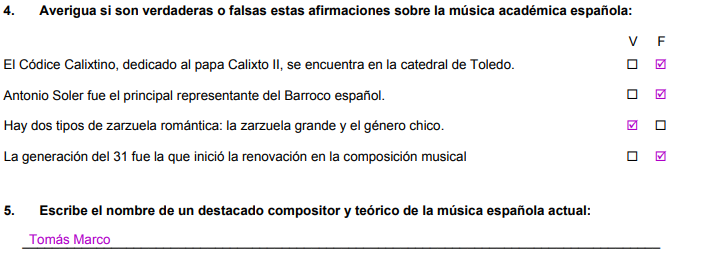 4. Averigua si son verdaderas o falsas estas afirmaciones sobre la música académica española:
V F
El Códice Calixtino, dedicado al papa Calixto II, se encuentra en la catedral de Toledo. ☐ ☑
Antonio Soler fue el principal representante del Barroco español. ☐ ☑
Hay dos tipos de zarzuela romántica: la zarzuela grande y el género chico. ☑ ☐
La generación del 31 fue la que inició la renovación en la composición musical ☐ ☑
5. Escribe el nombre de un destacado compositor y teórico de la música española actual:
Tomás Marco